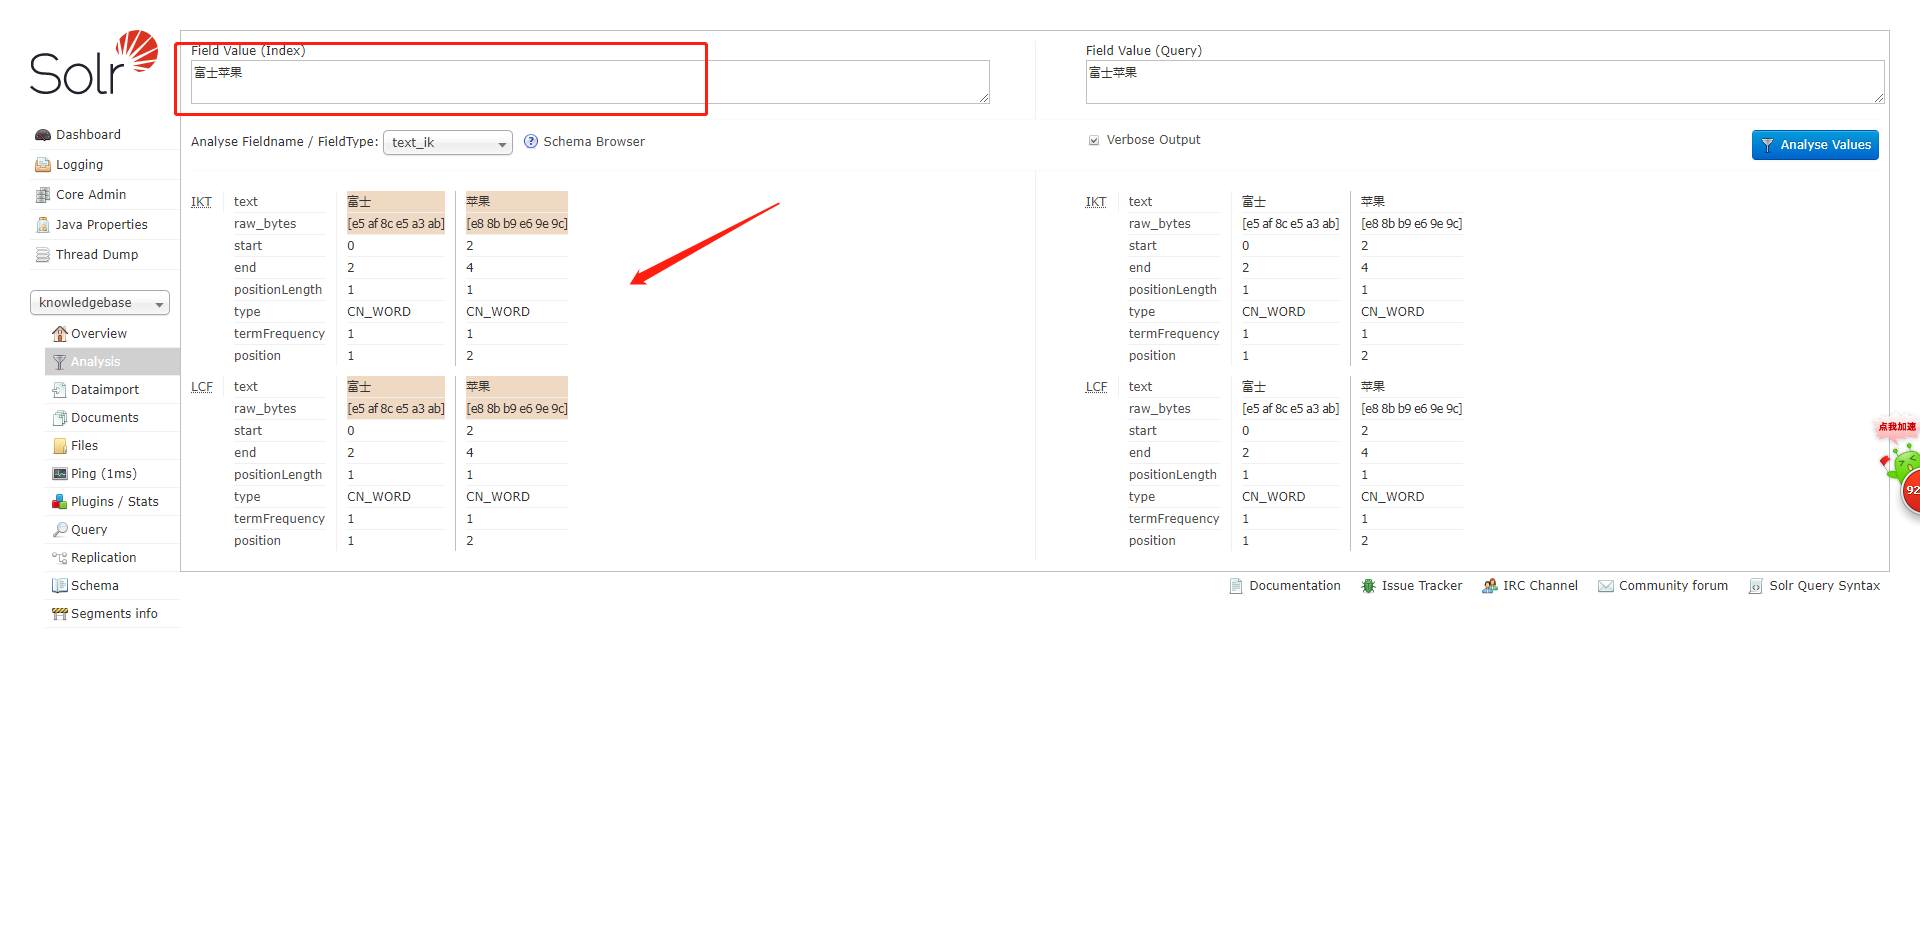 Solr
Dashboard
Logging
Core Admin
Java Properties
Thread Dump
knowledgebase
Overview
Analysis
Dataimport
Documents
Files
Ping (1ms)
Plugins / Stats
Query
Replication
Schema
Segments info
Field Value (Index)
富士苹果
Field Value (Query)
富士苹果
Analyse Fieldname / FieldType: text_ik Schema Browser
Verbose Output
Analyse Values
IKT text 富士 苹果
raw_bytes [e5 af 8c e5 a3 ab] [e8 8b b9 e6 9e 9c]
start 0 2
end 2 4
positionLength 1 1
type CN_WORD CN_WORD
termFrequency 1 1
position 1 2
LCF text 富士 苹果
raw_bytes [e5 af 8c e5 a3 ab] [e8 8b b9 e6 9e 9c]
start 0 2
end 2 4
positionLength 1 1
type CN_WORD CN_WORD
termFrequency 1 1
position 1 2
IKT text 富士 苹果
raw_bytes [e5 af 8c e5 a3 ab] [e8 8b b9 e6 9e 9c]
start 0 2
end 2 4
positionLength 1 1
type CN_WORD CN_WORD
termFrequency 1 1
position 1 2
LCF text 富士 苹果
raw_bytes [e5 af 8c e5 a3 ab] [e8 8b b9 e6 9e 9c]
start 0 2
end 2 4
positionLength 1 1
type CN_WORD CN_WORD
termFrequency 1 1
position 1 2
点我加速
92
Documentation Issue Tracker IRC Channel Community forum Solr Query Syntax